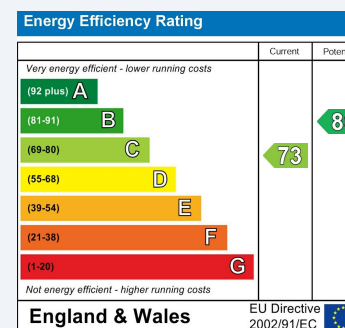 Energy Efficiency Rating
Current
Very energy efficient - lower running costs
(92 plus) A
(81-91) B
(69-80) C
73
(55-68) D
(39-54) E
(21-38) F
(1-20) G
Not energy efficient - higher running costs
England & Wales
EU Directive
2002/91/EC